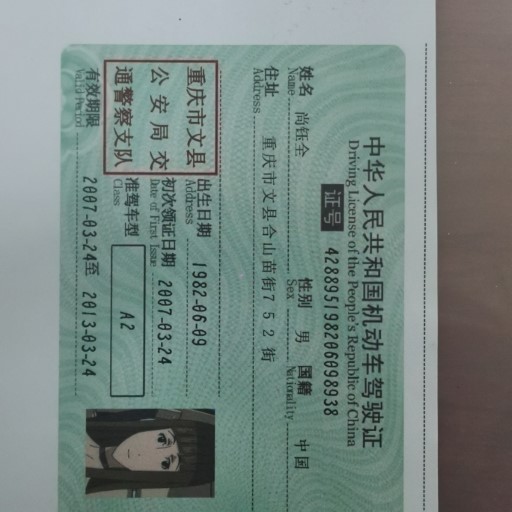 中华人民共和国机动车驾驶证
Driving License of the People's Republic of China
证号 428895198206098938
姓名 尚钰全 性别 男 国籍 中国
Name Sex Nationality
住址 重庆市文县合山苗街752街
Address
出生日期 1982-06-09
Address
初次领证日期 2007-03-24
Date of First Issue
准驾车型 A2
Class
重庆市文县
公安局交
通警察支队
有效期限 2007-03-24至 2013-03-24
Valid Period